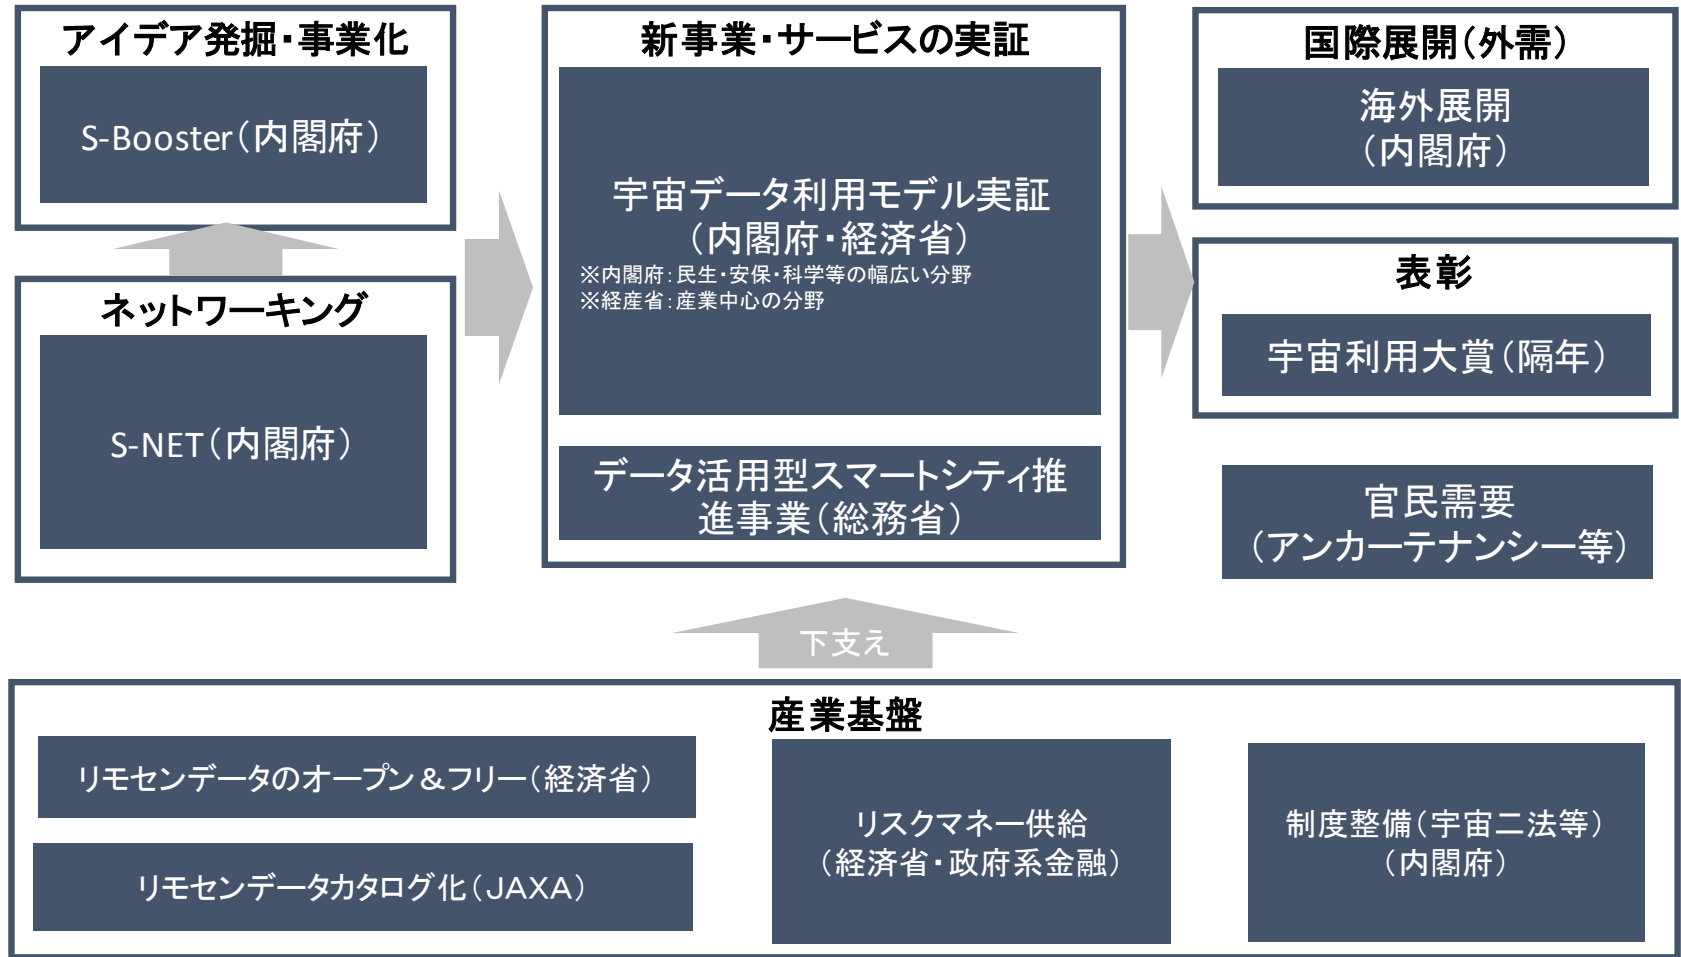 アイデア発掘・事業化
S-Booster（内閣府）
ネットワーキング
S-NET（内閣府）
新事業・サービスの実証
宇宙データ利用モデル実証
（内閣府・経済省）
※内閣府：民生・安保・科学等の幅広い分野
※経産省：産業中心の分野
データ活用型スマートシティ推
進事業（総務省）
国際展開（外需）
海外展開
（内閣府）
表彰
宇宙利用大賞（隔年）
官民需要
（アンカーテナンシー等）
下支え
産業基盤
リモセンデータのオープン＆フリー（経済省）
リモセンデータカタログ化（ＪＡＸＡ）
リスクマネー供給
（経済省・政府系金融）
制度整備（宇宙二法等）
（内閣府）